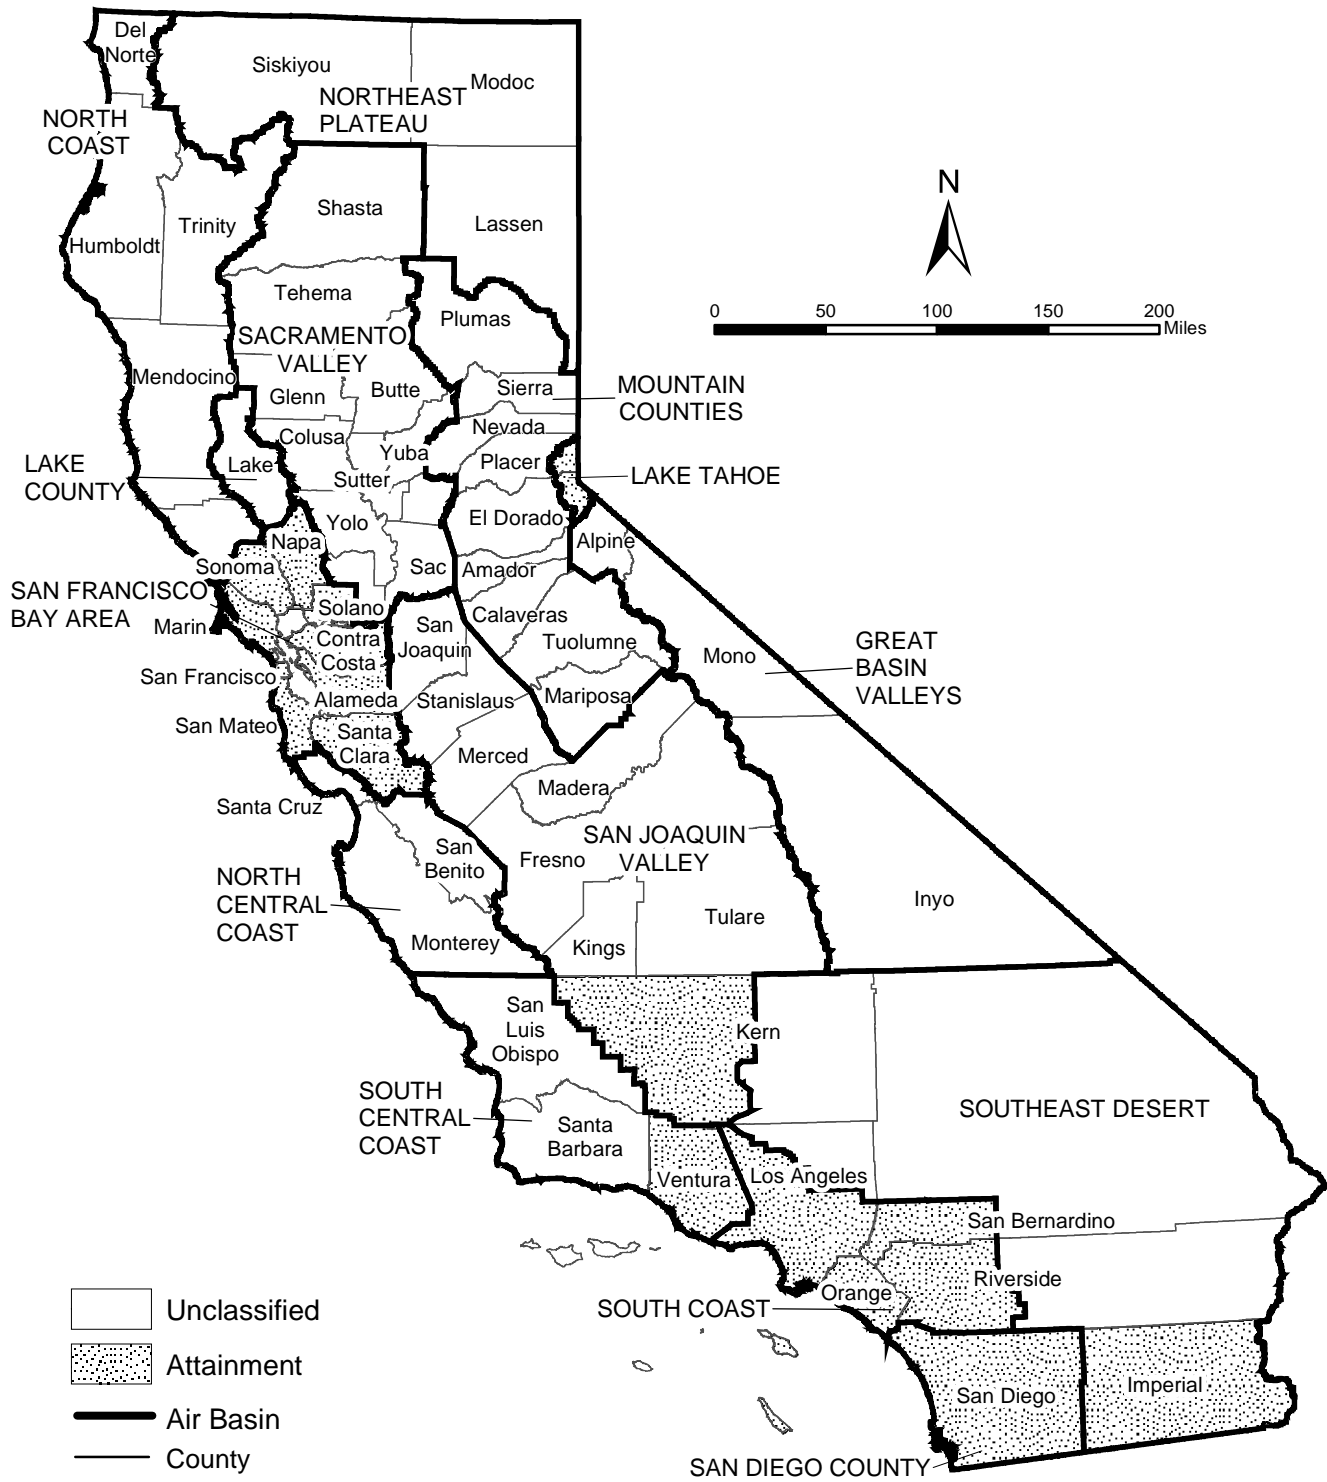 Del
Norte
Siskiyou
Modoc
NORTHEAST
PLATEAU
NORTH
COAST
Shasta
Trinity
Humboldt
Lassen
N
Tehema
Plumas
0 50 100 150 200
Miles
SACRAMENTO
VALLEY
Mendocino
Glenn
Butte
Sierra
MOUNTAIN
COUNTIES
Colusa
Nevada
Yuba
LAKE
COUNTY
Lake
Placer
LAKE TAHOE
Sutter
Yolo
El Dorado
Napa
Alpine
Sonoma
Sac
Amador
SAN FRANCISCO
BAY AREA
Solano
Marin
Calaveras
Contra
Costa
San
Joaquin
Tuolumne
GREAT
BASIN
VALLEYS
Mono
San Francisco
Alameda
Stanislaus
Mariposa
San Mateo
Santa
Clara
Merced
Madera
Santa Cruz
SAN JOAQUIN
VALLEY
San
Benito
Fresno
NORTH
CENTRAL
COAST
Inyo
Tulare
Monterey
Kings
San
Luis
Obispo
Kern
SOUTH
CENTRAL
COAST
SOUTHEAST DESERT
Santa
Barbara
Ventura
Los Angeles
San Bernardino
Riverside
Orange
SOUTH COAST
San Diego
Imperial
SAN DIEGO COUNTY
Unclassified
Attainment
Air Basin
County